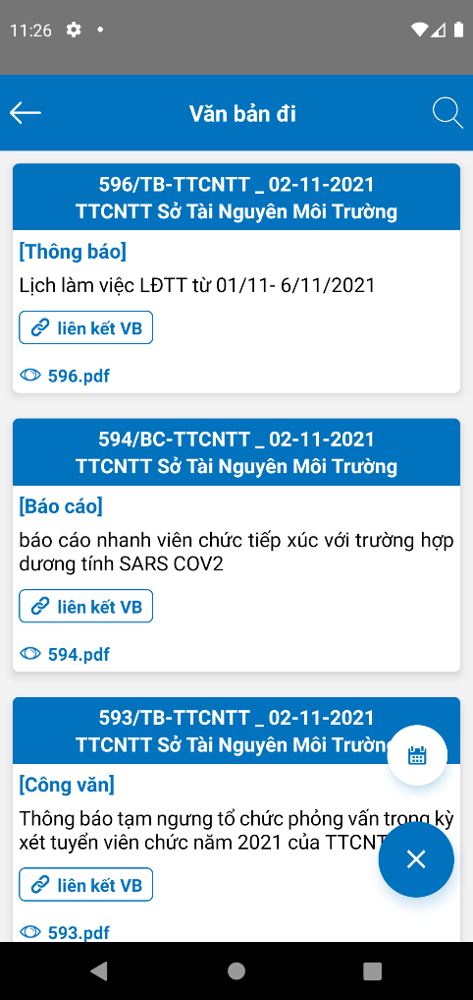 11:26
Văn bản đi
596/TB-TTCNTT _ 02-11-2021
TTCNTT Sở Tài Nguyên Môi Trường
[Thông báo]
Lịch làm việc LĐTT từ 01/11- 6/11/2021
liên kết VB
596.pdf
594/BC-TTCNTT _ 02-11-2021
TTCNTT Sở Tài Nguyên Môi Trường
[Báo cáo]
báo cáo nhanh viên chức tiếp xúc với trường hợp
dương tính SARS COV2
liên kết VB
594.pdf
593/TB-TTCNTT _ 02-11-2021
TTCNTT Sở Tài Nguyên Môi Trường
[Công văn]
Thông báo tạm ngưng tổ chức phỏng vấn trong kỳ
xét tuyển viên chức năm 2021 của
liên kết VB
593.pdf